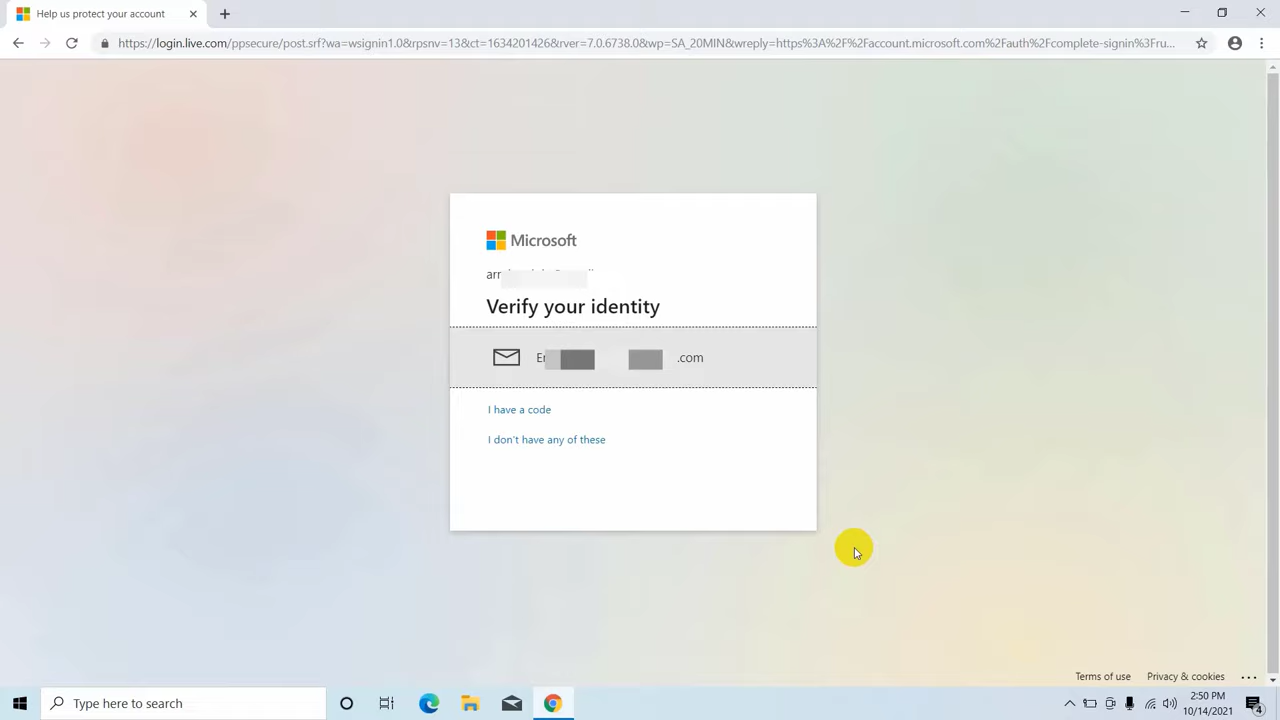 Help us protect your account
https://login.live.com/ppsecure/post.srf?wa=wsignin1.0&rpsnv=13&ct=1634201426&rver=7.0.6738.0&wp=SA_20MIN&wreply=https%3A%2F%2Faccount.microsoft.com%2Fauth%2Fcomplete-signin%3Fru...
Microsoft
arr
Verify your identity
.com
I have a code
I don't have any of these
Terms of use Privacy & cookies ...
Type here to search
2:50 PM
10/14/2021
4